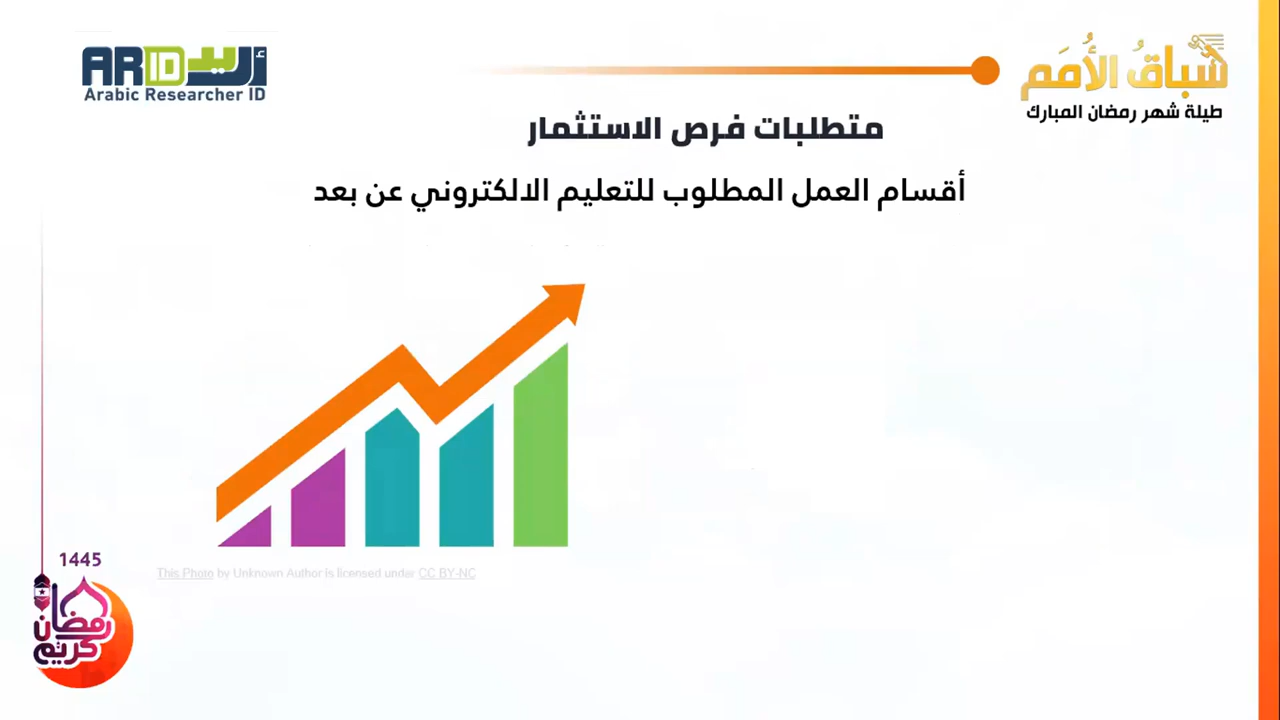 سباقُ الأُمَم
طيلة شهر رمضان المبارك
ARID أريد
Arabic Researcher ID
متطلبات فرص الاستثمار
أقسام العمل المطلوب للتعليم الالكتروني عن بعد
This Photo by Unknown Author is licensed under CC BY-NC
1445
رمضان
كريم